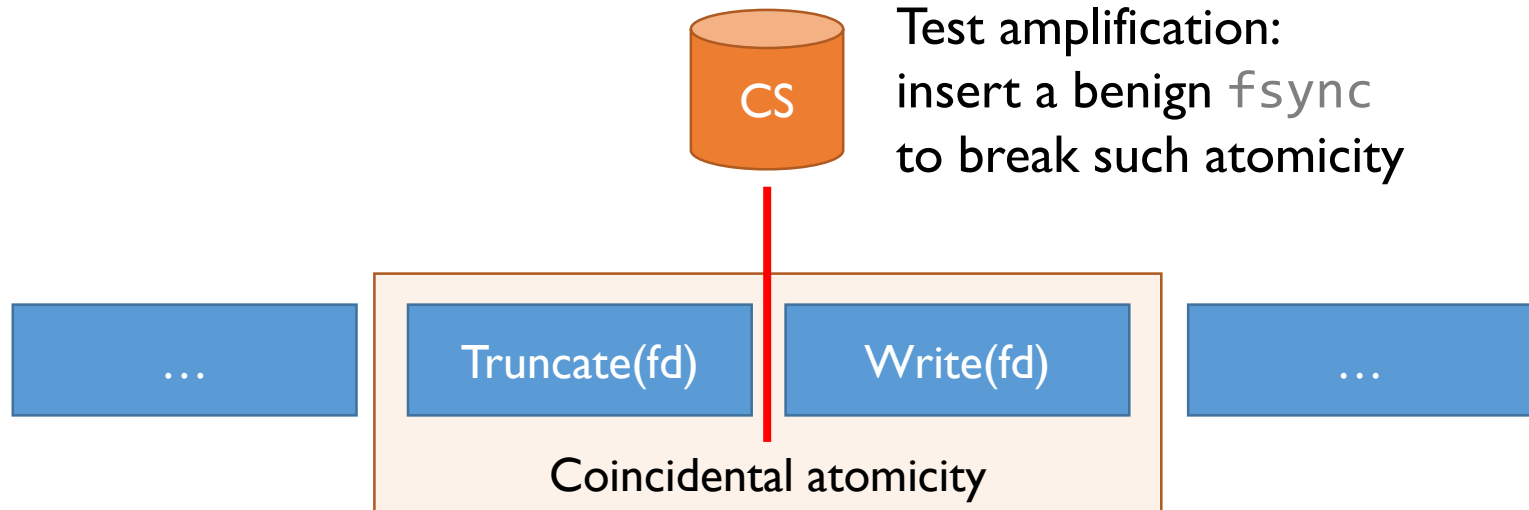 Test amplification:
insert a benign fsync
to break such atomicity
CS
…
Truncate(fd)
Write(fd)
…
Coincidental atomicity